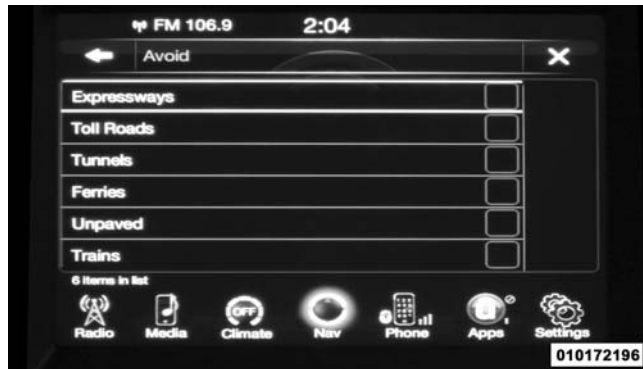 FM 106.9 2:04
Avoid
Expressways
Toll Roads
Tunnels
Ferries
Unpaved
Trains
6 items in list
OFF
Radio Media Climate Nav Phone Apps Settings
010172196